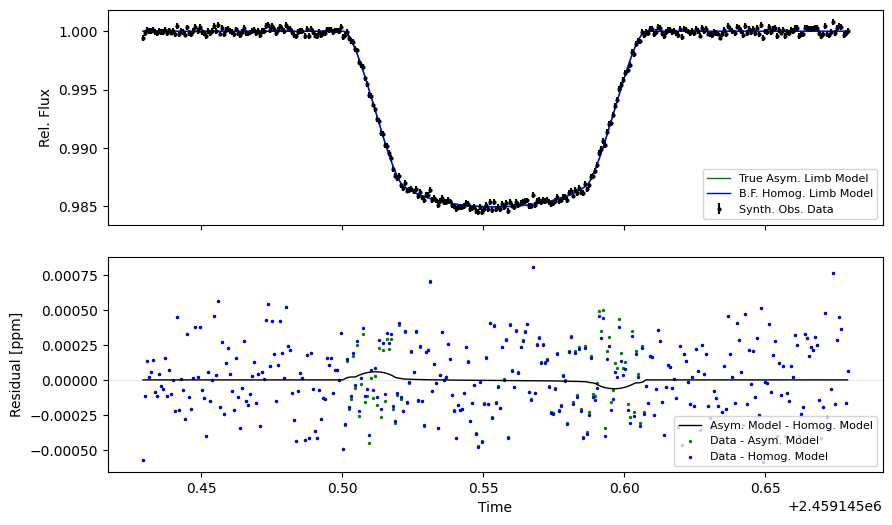 1.000
0.995
0.990
0.985
Rel. Flux
True Asym. Limb Model
B.F. Homog. Limb Model
Synth. Obs. Data
0.00075
0.00050
0.00025
0.00000
−0.00025
−0.00050
Residual [ppm]
Asym. Model - Homog. Model
Data - Asym. Model
Data - Homog. Model
0.45 0.50 0.55 0.60 0.65
Time
+2.459145e6